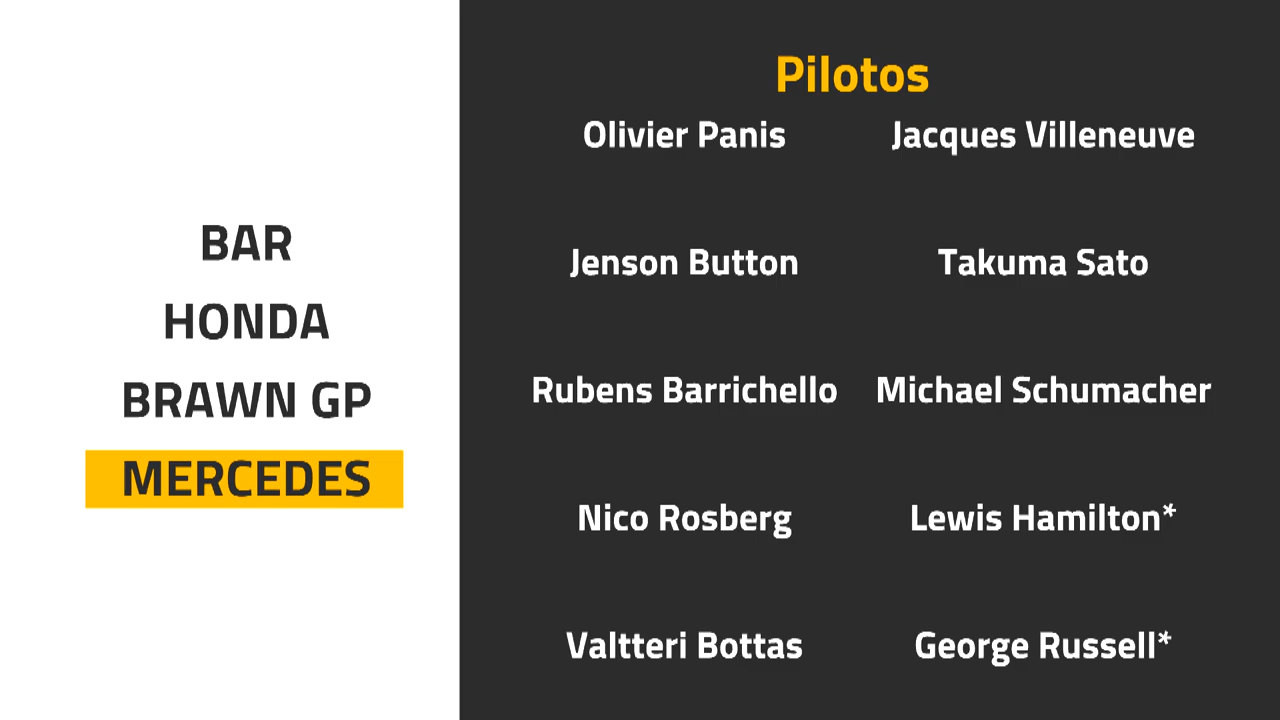 BAR
HONDA
BRAWN GP
MERCEDES
Pilotos
Olivier Panis Jacques Villeneuve
Jenson Button Takuma Sato
Rubens Barrichello Michael Schumacher
Nico Rosberg Lewis Hamilton*
Valtteri Bottas George Russell*